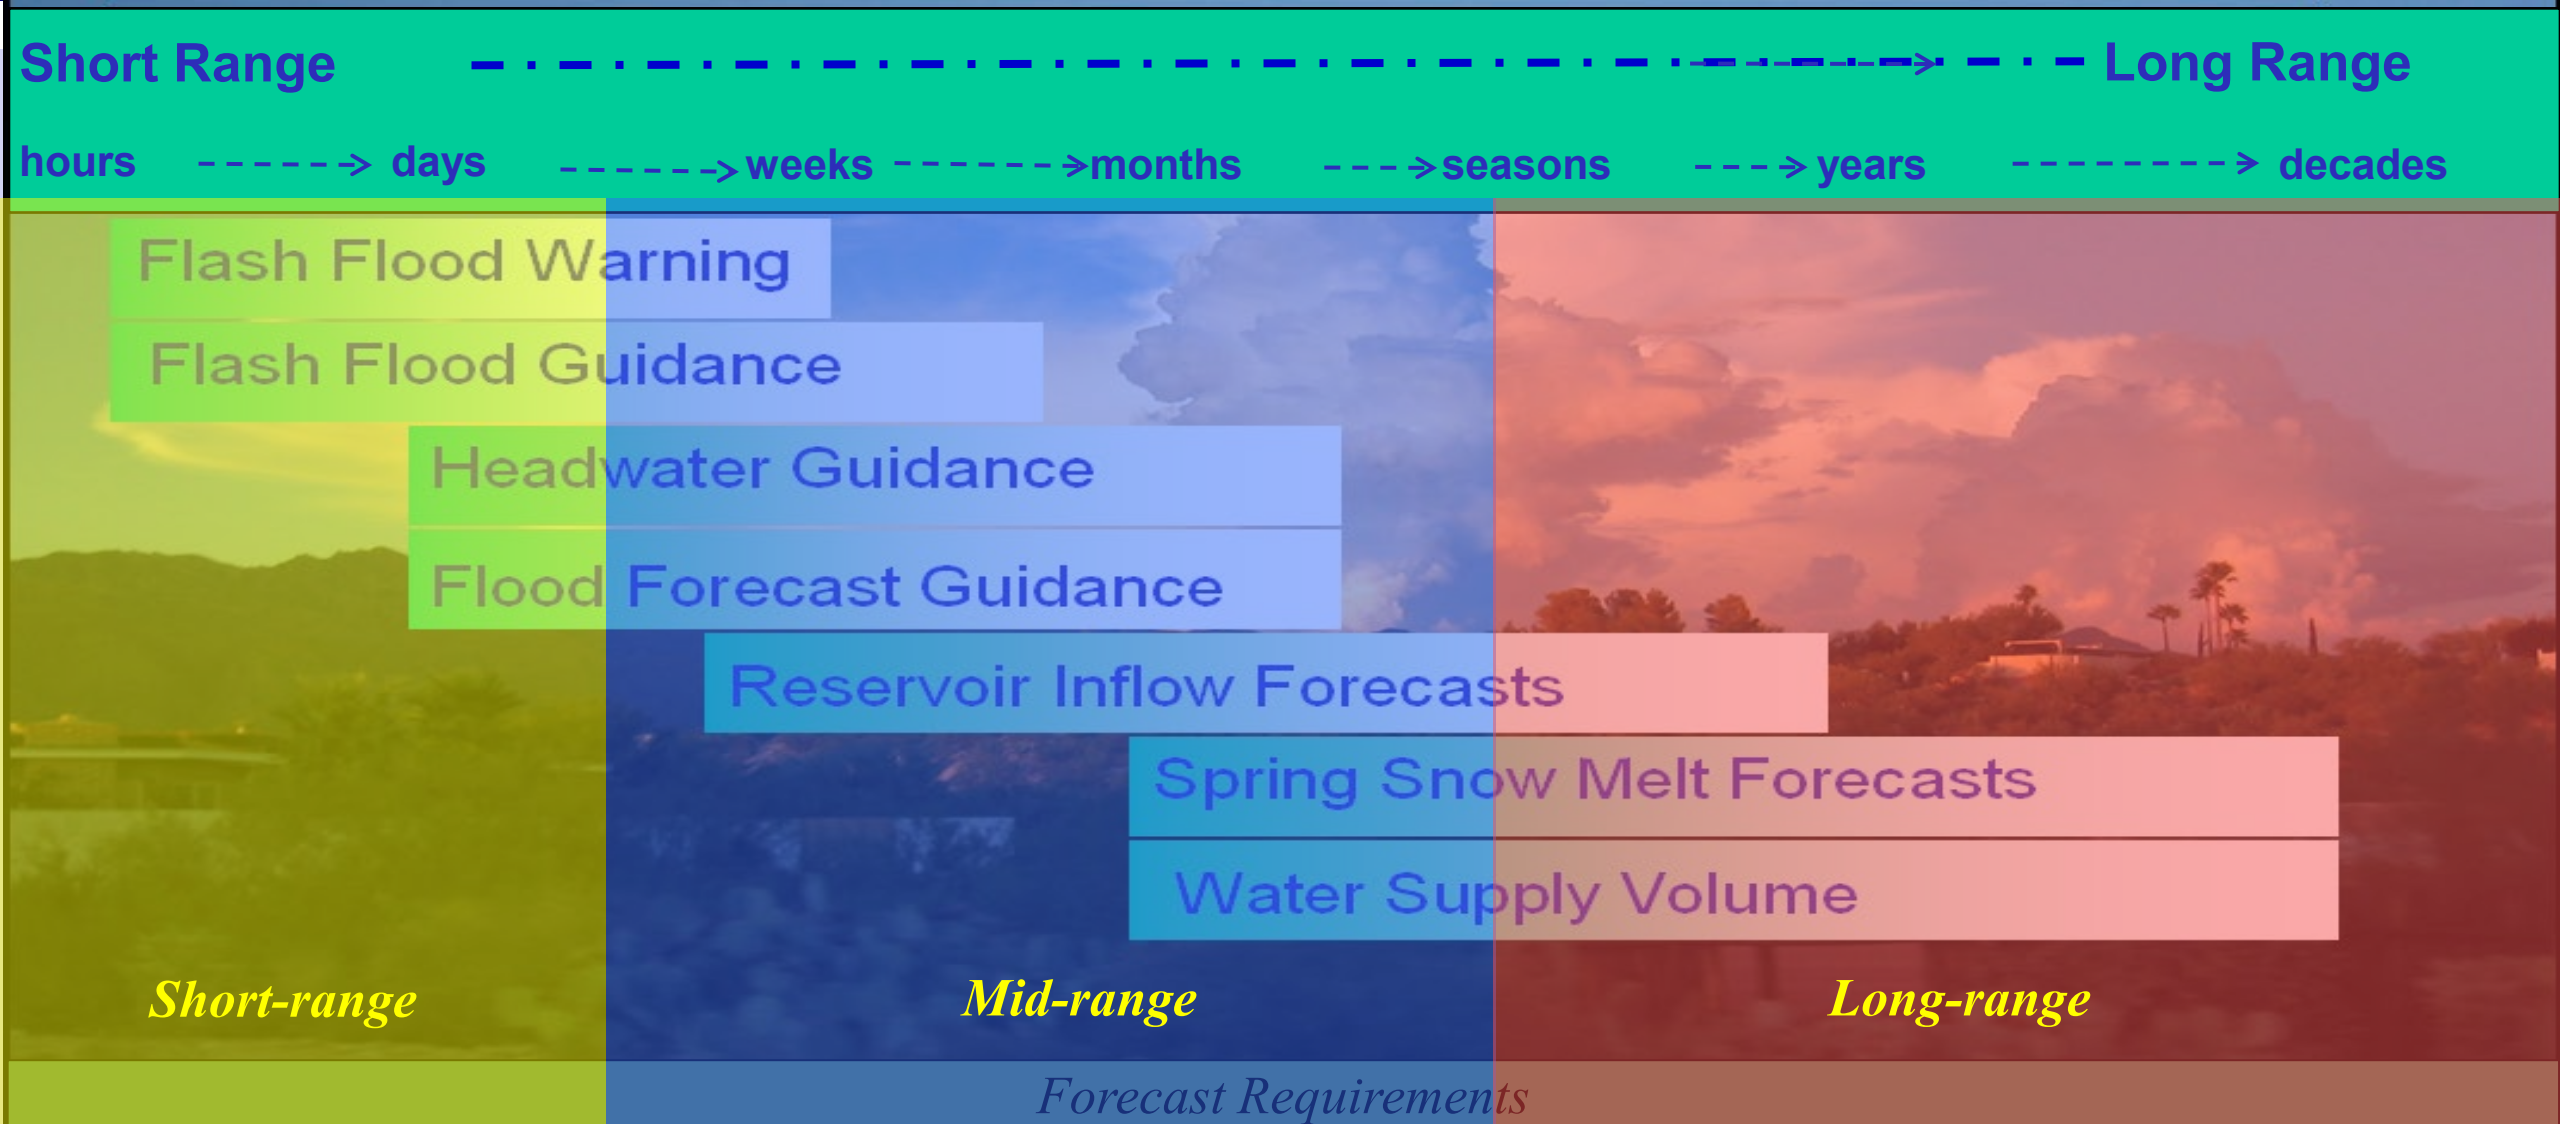 Short Range Long Range
hours days weeks months seasons years decades
Flash Flood Warning
Flash Flood Guidance
Headwater Guidance
Flood Forecast Guidance
Reservoir Inflow Forecasts
Spring Snow Melt Forecasts
Water Supply Volume
Short-range Mid-range Long-range
Forecast Requirements